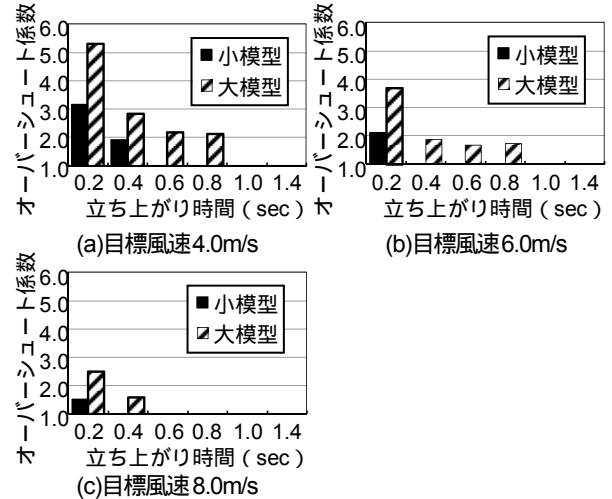 オーバーシュート係数
6.0
5.0
4.0
3.0
2.0
1.0
■小模型
大模型
0.2 0.4 0.6 0.8 1.0 1.4
立ち上がり時間（sec）
(a)目標風速4.0m/s
オーバーシュート係数
6.0
5.0
4.0
3.0
2.0
1.0
■小模型
大模型
0.2 0.4 0.6 0.8 1.0 1.4
立ち上がり時間（sec）
(b)目標風速6.0m/s
オーバーシュート係数
6.0
5.0
4.0
3.0
2.0
1.0
■小模型
大模型
0.2 0.4 0.6 0.8 1.0 1.4
立ち上がり時間（sec）
(c)目標風速8.0m/s